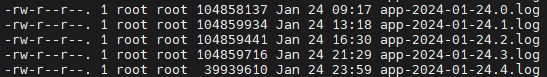 -rw-r--r--. 1 root root 104858137 Jan 24 09:17 app-2024-01-24.0.log
-rw-r--r--. 1 root root 104859934 Jan 24 13:18 app-2024-01-24.1.log
-rw-r--r--. 1 root root 104859441 Jan 24 16:30 app-2024-01-24.2.log
-rw-r--r--. 1 root root 104859716 Jan 24 21:29 app-2024-01-24.3.log
-rw-r--r--. 1 root root  39939610 Jan 24 23:59 app-2024-01-24.4.log